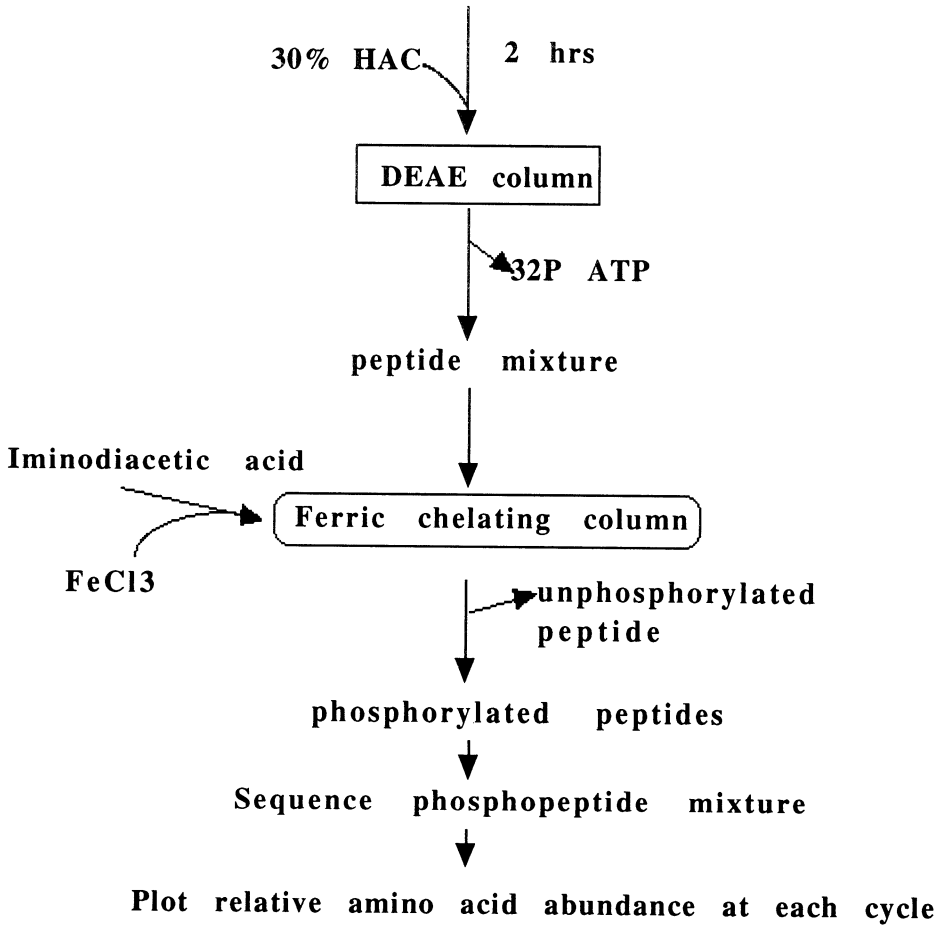 30% HAC
2 hrs
DEAE column
32P ATP
peptide mixture
Iminodiacetic acid
Ferric chelating column
FeCl3
unphosphorylated
peptide
phosphorylated peptides
Sequence phosphopeptide mixture
Plot relative amino acid abundance at each cycle